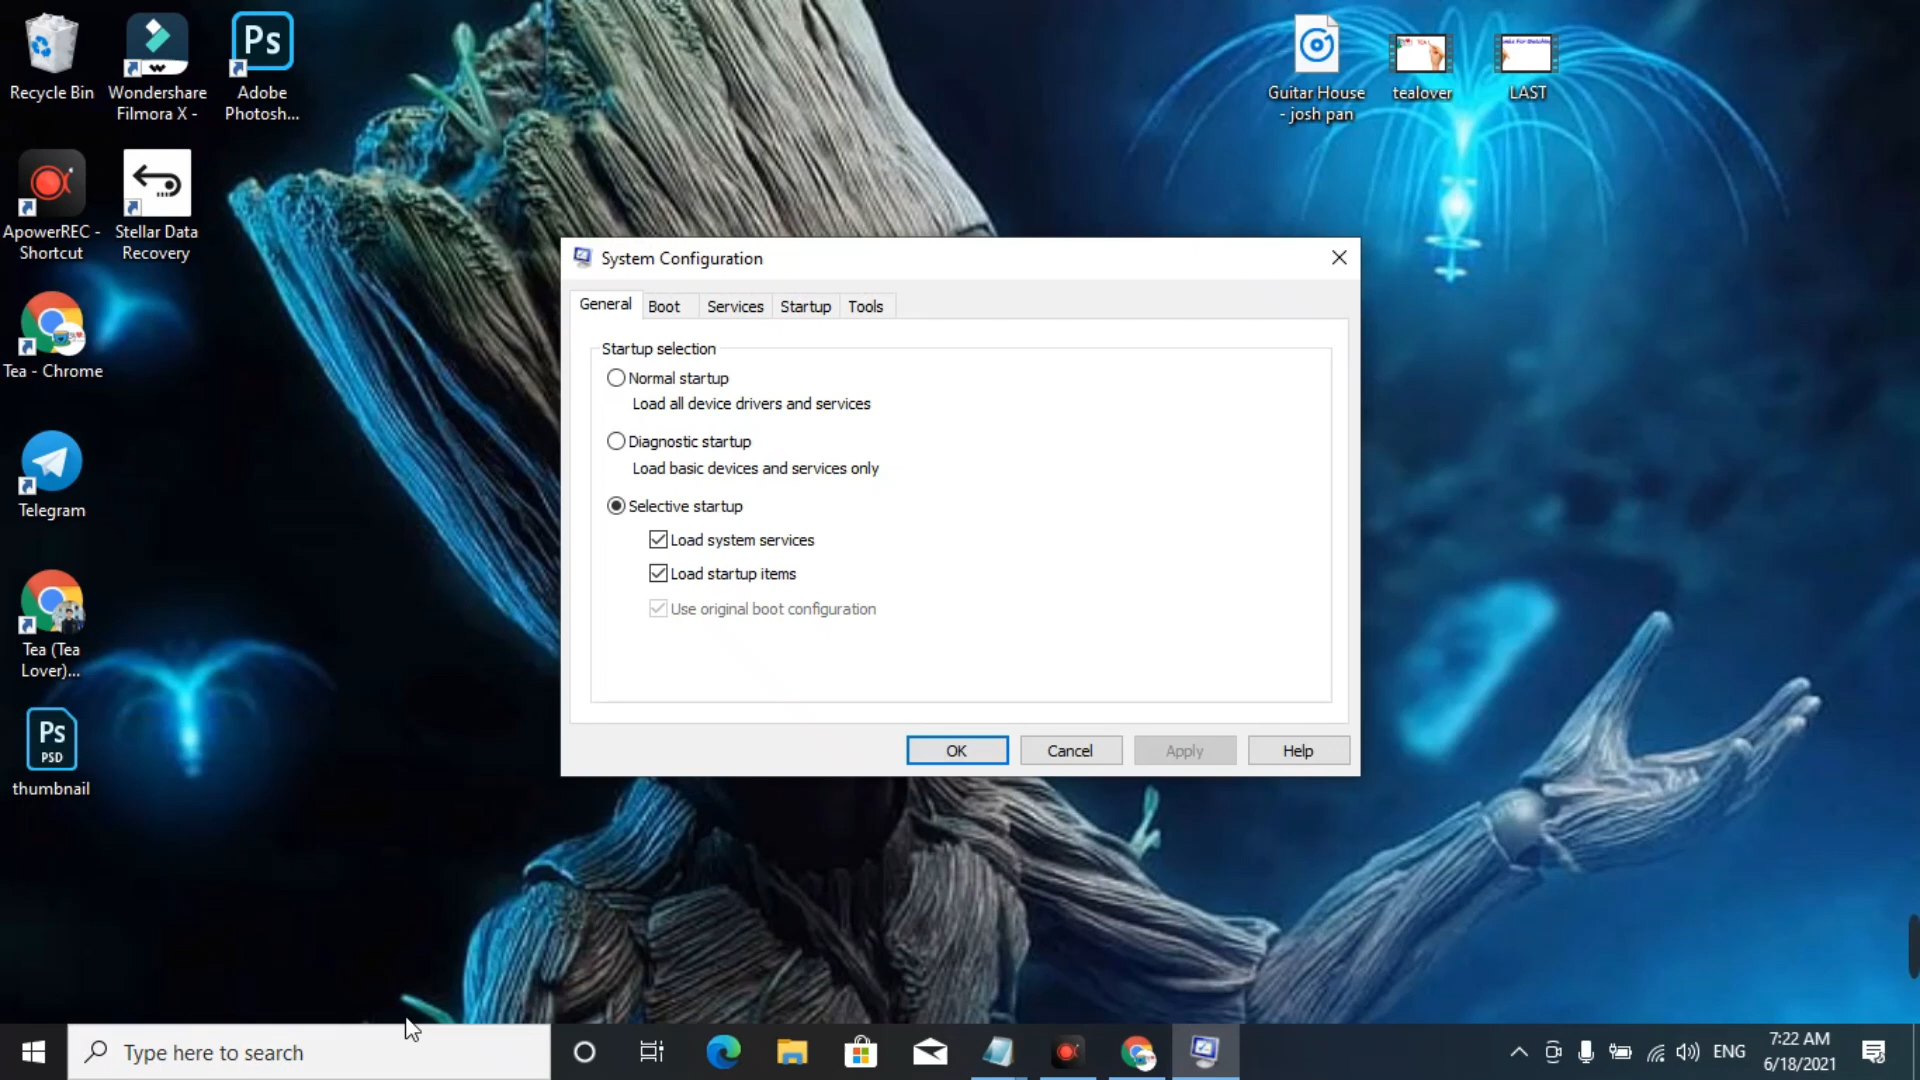 Recycle Bin
Wondershare
Filmora X -
Ps
Adobe
Photosh...
ApowerREC -
Shortcut
Stellar Data
Recovery
Tea - Chrome
Telegram
Tea (Tea
Lover)...
Ps
PSD
thumbnail
Guitar House
- josh pan
tealover
LAST
System Configuration
General
Boot
Services
Startup
Tools
Startup selection
Normal startup
Load all device drivers and services
Diagnostic startup
Load basic devices and services only
Selective startup
Load system services
Load startup items
Use original boot configuration
OK
Cancel
Apply
Help
Type here to search
ENG
7:22 AM
6/18/2021